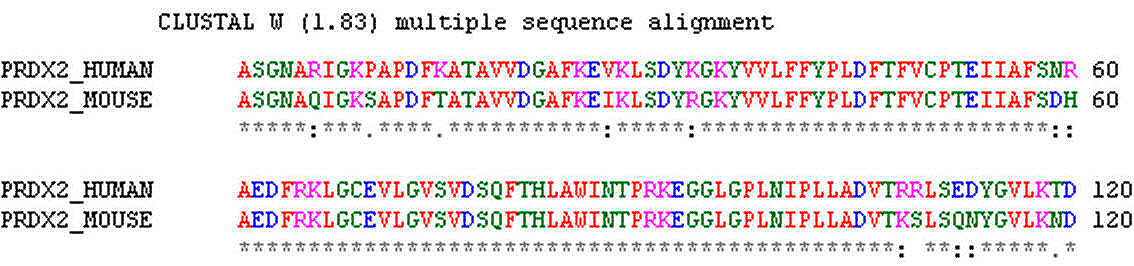 CLUSTAL W (1.83) multiple sequence alignment
PRDX2_HUMAN ASGNARIGKPAPDFKATAVVDGAFKEVKLSDYKGKYVVLFFYPLDFTFVCPTEIIAFSNR 60
PRDX2_MOUSE ASGNAQIGKSAPDFTATAVVDGAFKEIKLSDYRGKYVVLFFYPLDFTFVCPTEIIAFSDH 60
*****:***.****.***********:*****:*************************::
PRDX2_HUMAN AEDFRKLGCEVLGVSVDSQFTHLAWINTPRKEGGLGPLNIPLLADVTRRLSEDYGVLKTD 120
PRDX2_MOUSE AEDFRKLGCEVLGVSVDSQFTHLAWINTPRKEGGLGPLNIPLLADVTKSLSQNYGVLKND 120
***********************************************: **::*****.*